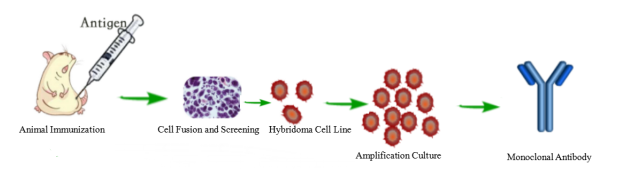 Antigen
Animal Immunization
Cell Fusion and Screening
Hybridoma Cell Line
Amplification Culture
Monoclonal Antibody